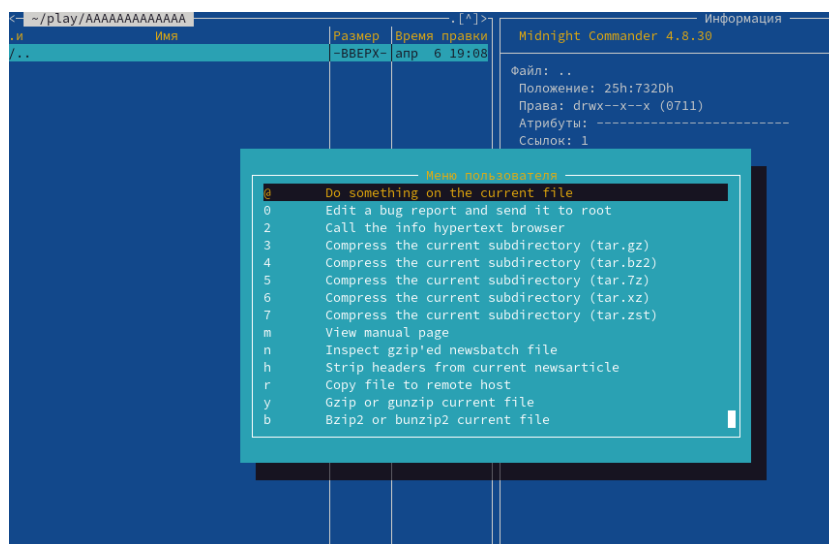 <— ~/play/AAAAAAAAAAAAA .[^]>
.и Имя Размер Время правки
/.. -ВВЕРХ- апр 6 19:08
Информация
Midnight Commander 4.8.30
Файл: ..
Положение: 25h:732Dh
Права: drwx--x--x (0711)
Атрибуты: -------------------------
Ссылок: 1
Меню пользователя
@ Do something on the current file
0 Edit a bug report and send it to root
2 Call the info hypertext browser
3 Compress the current subdirectory (tar.gz)
4 Compress the current subdirectory (tar.bz2)
5 Compress the current subdirectory (tar.7z)
6 Compress the current subdirectory (tar.xz)
7 Compress the current subdirectory (tar.zst)
m View manual page
n Inspect gzip'ed newsbatch file
h Strip headers from current newsarticle
r Copy file to remote host
y Gzip or gunzip current file
b Bzip2 or bunzip2 current file